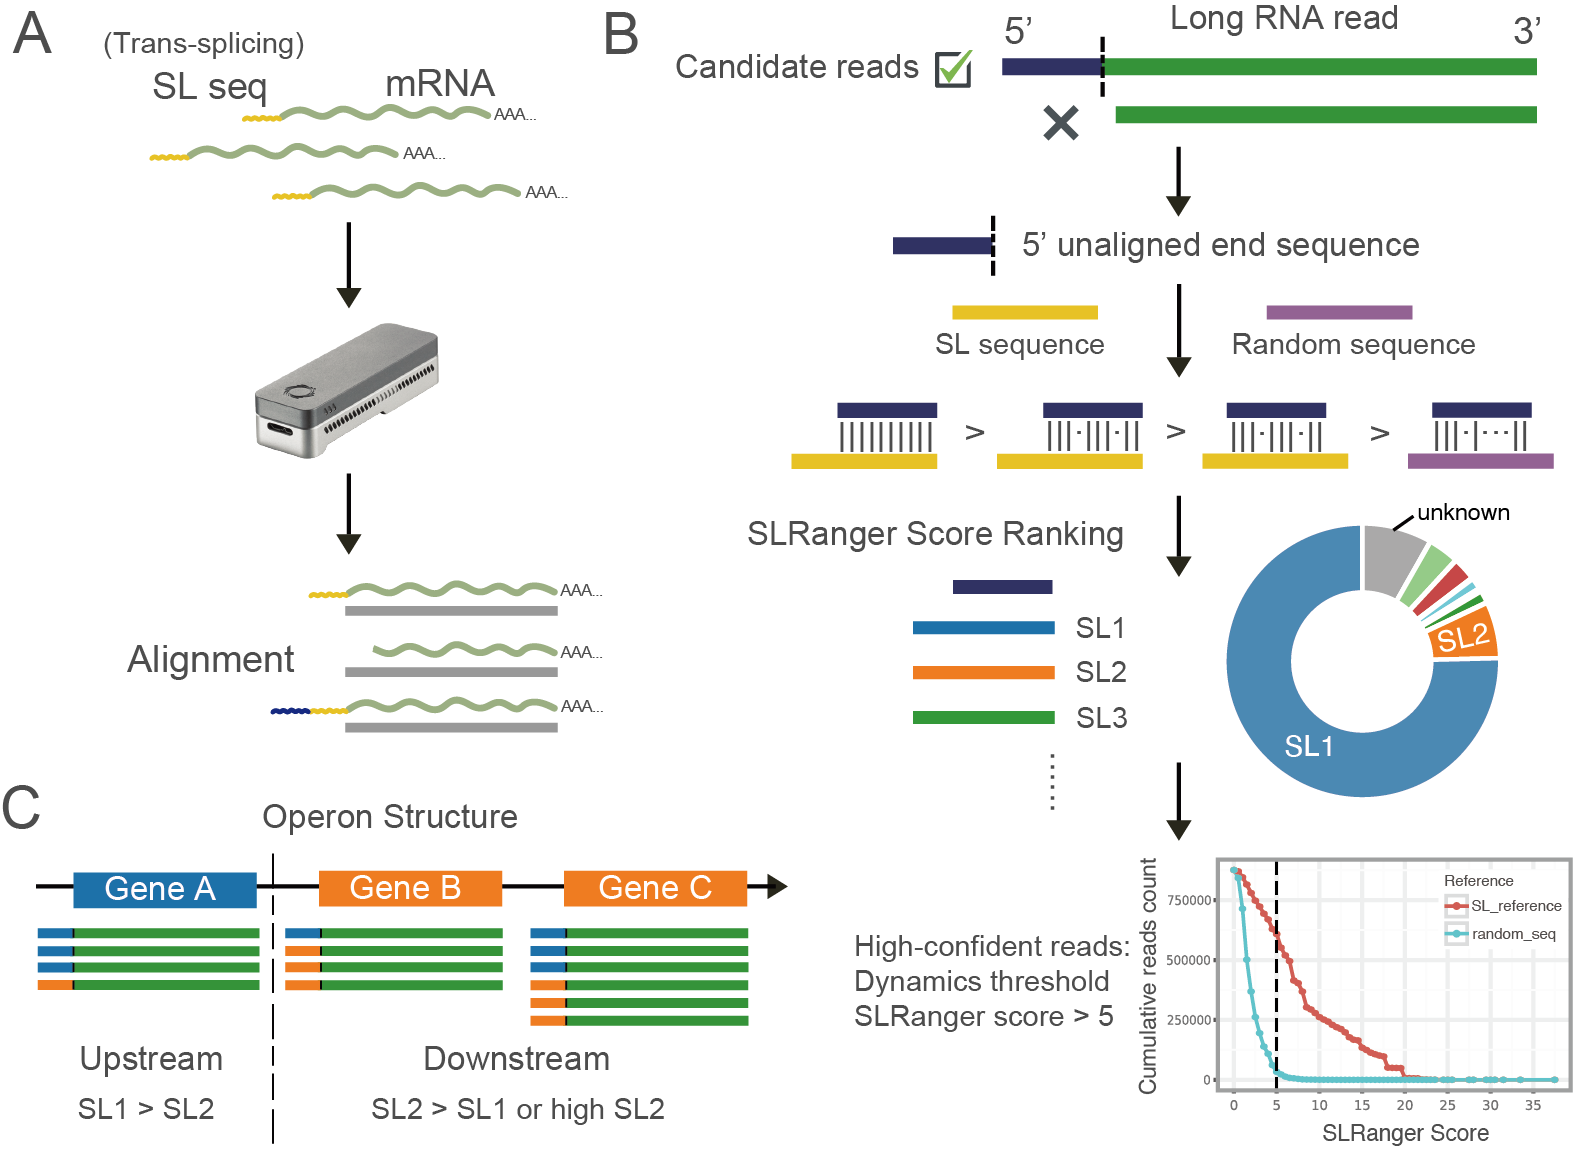 A
(Trans-splicing)
SL seq
mRNA
AAA...
AAA...
AAA...
Alignment
AAA...
AAA...
AAA...
B
5’
Long RNA read
3’
Candidate reads
5’ unaligned end sequence
SL sequence
Random sequence
>
>
>
SLRanger Score Ranking
SL1
SL2
SL3
unknown
SL2
SL1
High-confident reads:
Dynamics threshold
SLRanger score > 5
Cumulative reads count
750000
500000
250000
0
Reference
SL_reference
random_seq
0 5 10 15 20 25 30 35
SLRanger Score
C
Operon Structure
Gene A
Gene B
Gene C
Upstream
Downstream
SL1 > SL2
SL2 > SL1 or high SL2